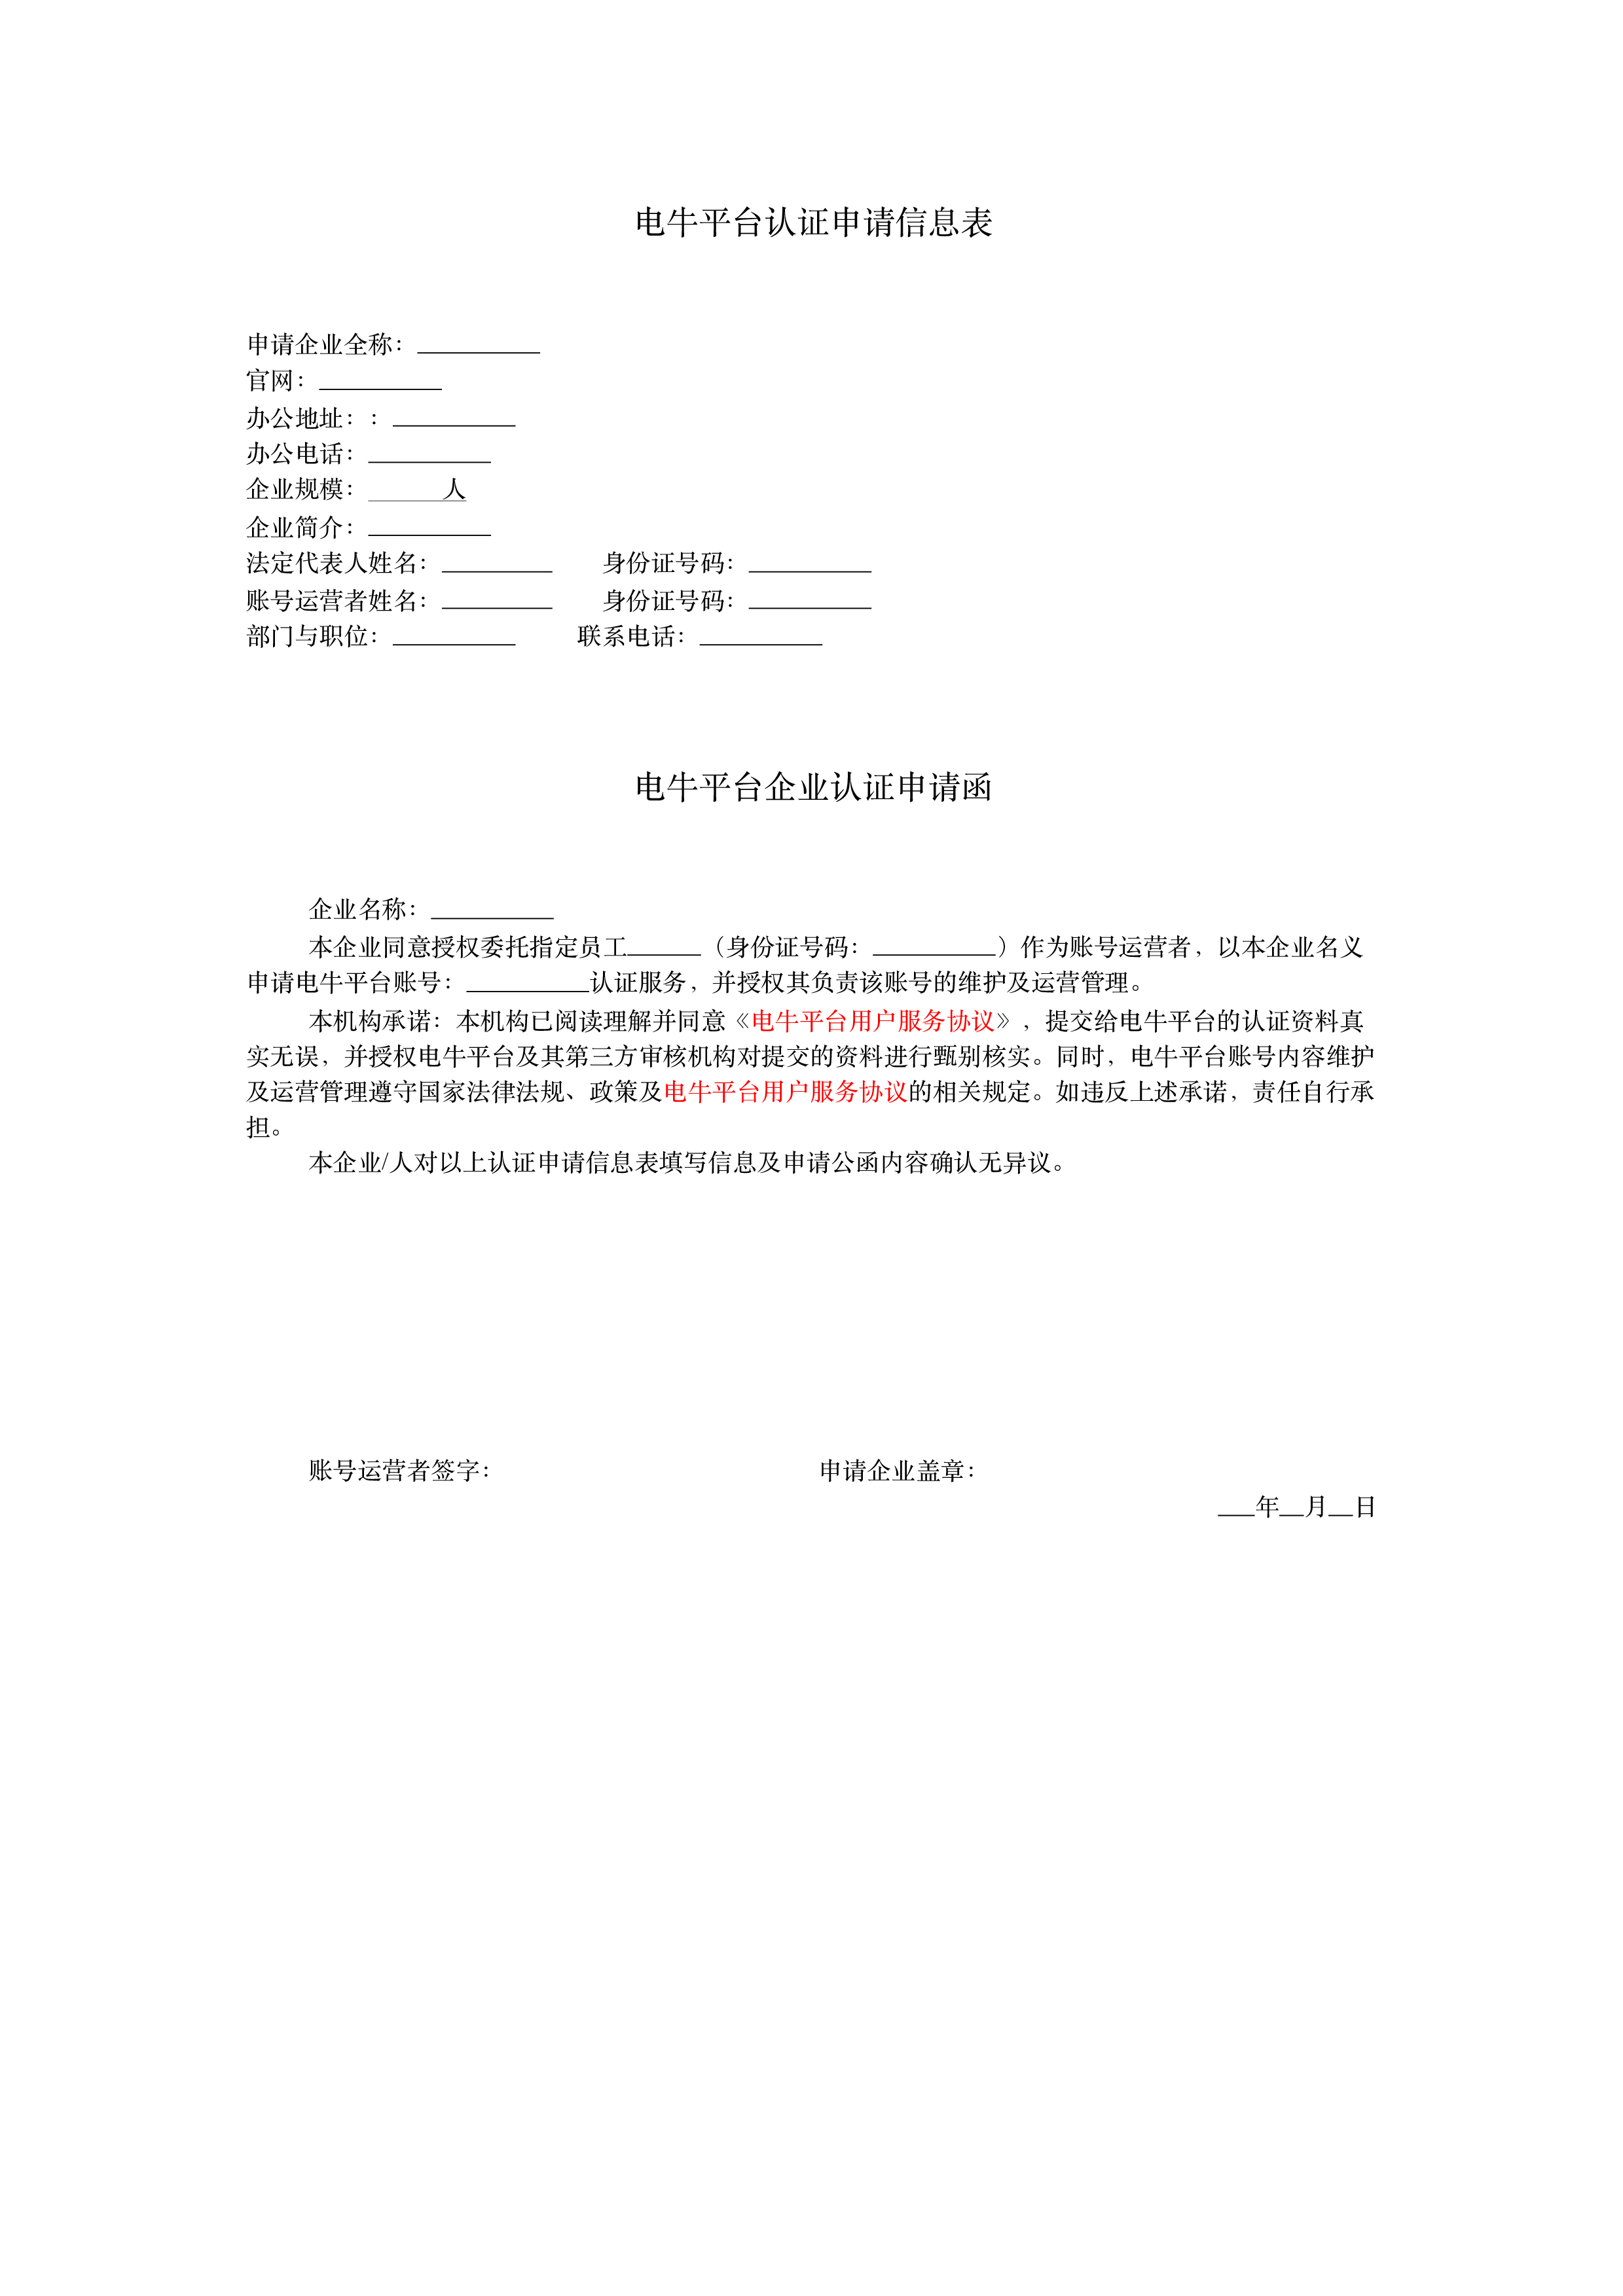 电牛平台认证申请信息表
申请企业全称：__________
官网：__________
办公地址：：__________
办公电话：__________
企业规模：______人
企业简介：__________
法定代表人姓名：_________ 身份证号码：__________
账号运营者姓名：_________ 身份证号码：__________
部门与职位：__________ 联系电话：__________
电牛平台企业认证申请函
企业名称：__________
本企业同意授权委托指定员工______（身份证号码：__________）作为账号运营者，以本企业名义
申请电牛平台账号：__________认证服务，并授权其负责该账号的维护及运营管理。
本机构承诺：本机构已阅读理解并同意《电牛平台用户服务协议》，提交给电牛平台的认证资料真
实无误，并授权电牛平台及其第三方审核机构对提交的资料进行甄别核实。同时，电牛平台账号内容维护
及运营管理遵守国家法律法规、政策及电牛平台用户服务协议的相关规定。如违反上述承诺，责任自行承
担。
本企业/人对以上认证申请信息表填写信息及申请公函内容确认无异议。
账号运营者签字： 申请企业盖章：
___年__月__日